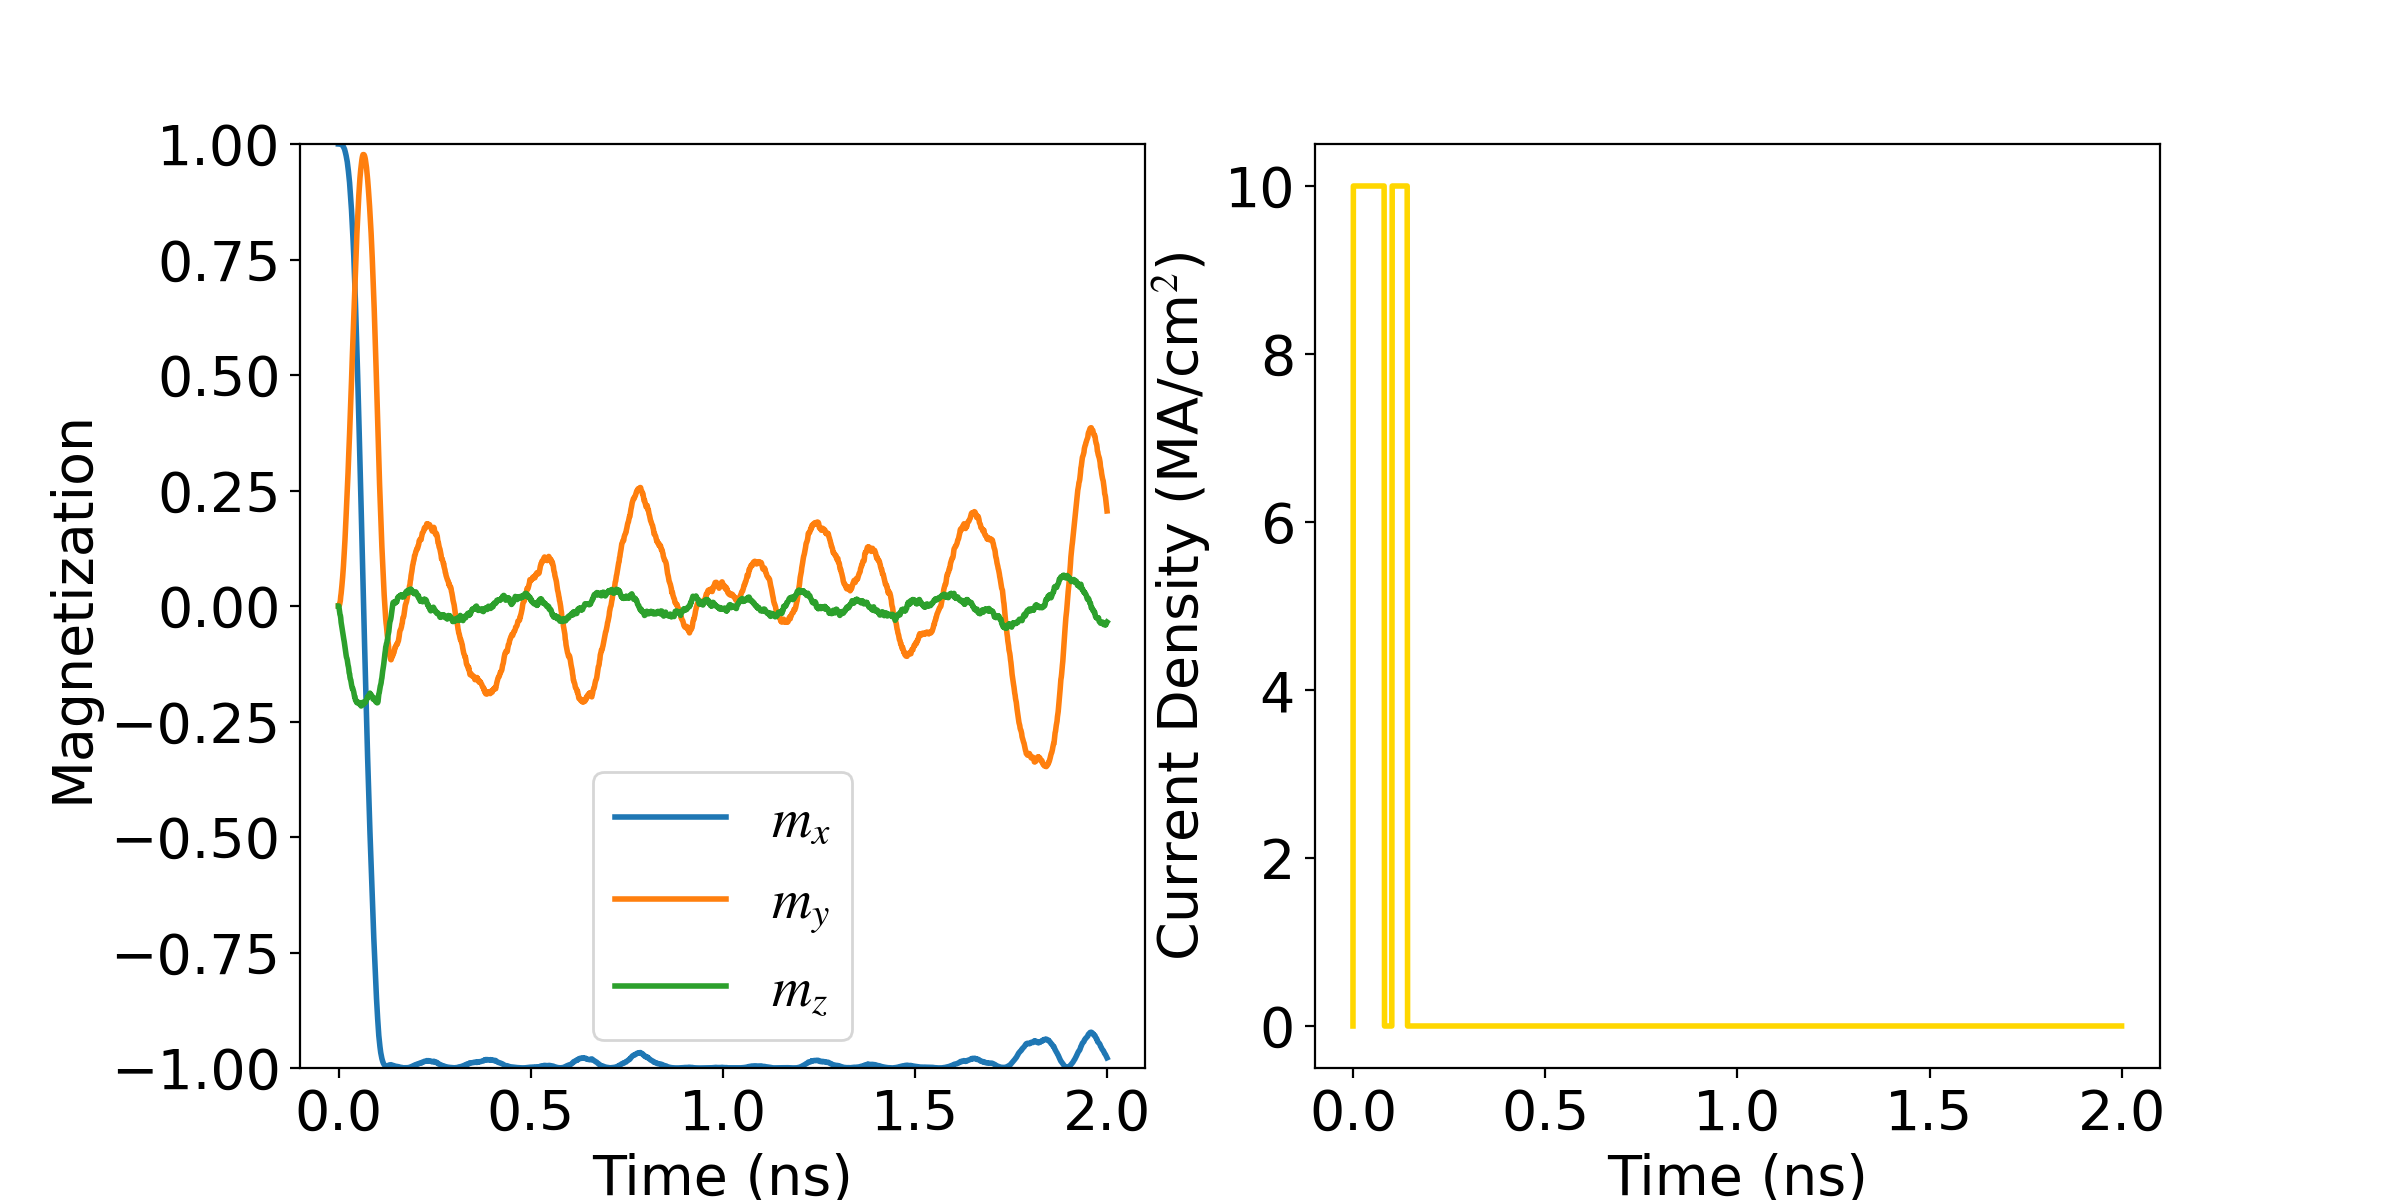 1.00
0.75
0.50
0.25
0.00
−0.25
−0.50
−0.75
−1.00
Magnetization
0.0 0.5 1.0 1.5 2.0
Time (ns)
m_x
m_y
m_z
10
8
6
4
2
0
Current Density (MA/cm²)
0.0 0.5 1.0 1.5 2.0
Time (ns)